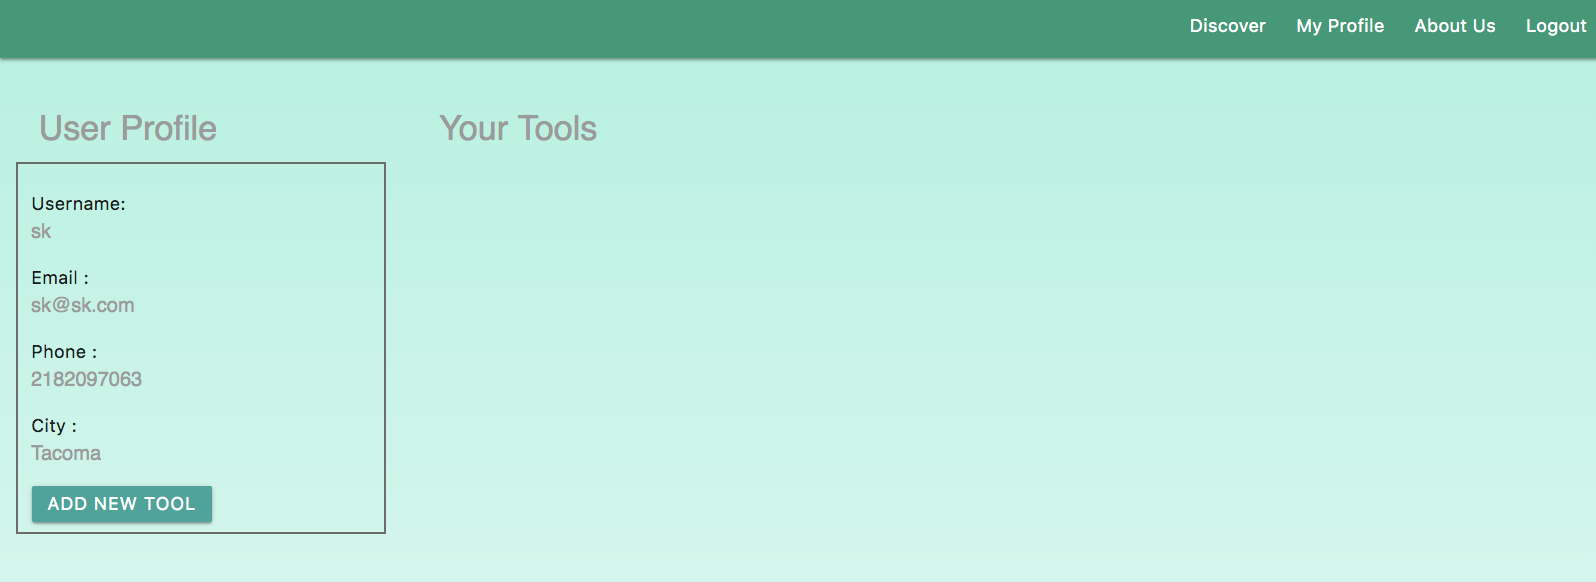 Discover My Profile About Us Logout
User Profile
Your Tools
Username:
sk
Email :
sk@sk.com
Phone :
2182097063
City :
Tacoma
ADD NEW TOOL